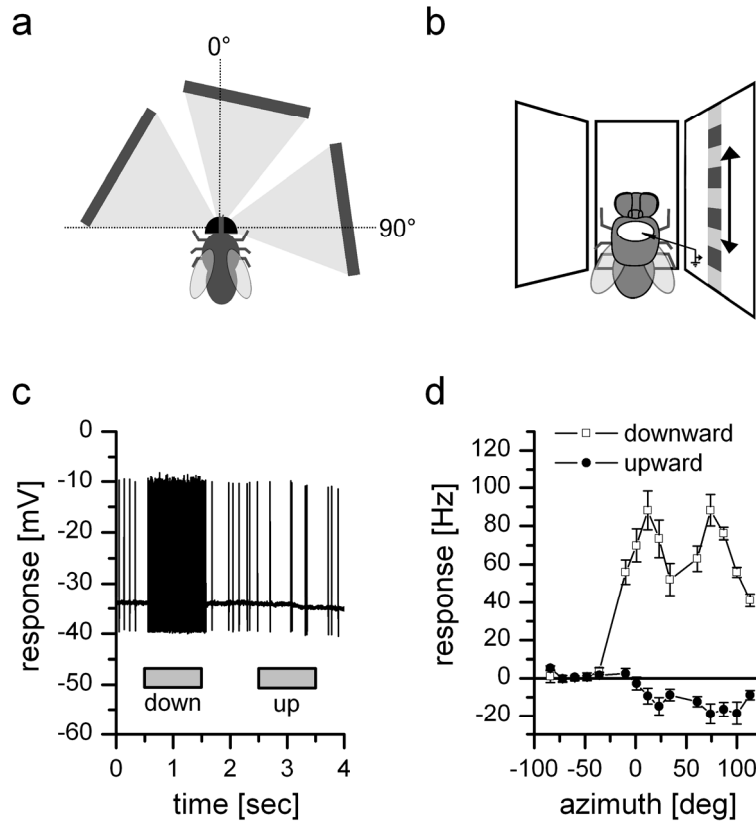 a
0°
90°
b
c
response [mV]
0
-10
-20
-30
-40
-50
-60
down
up
0 1 2 3 4
time [sec]
d
downward
upward
response [Hz]
120
100
80
60
40
20
0
-20
-100 -50 0 50 100
azimuth [deg]